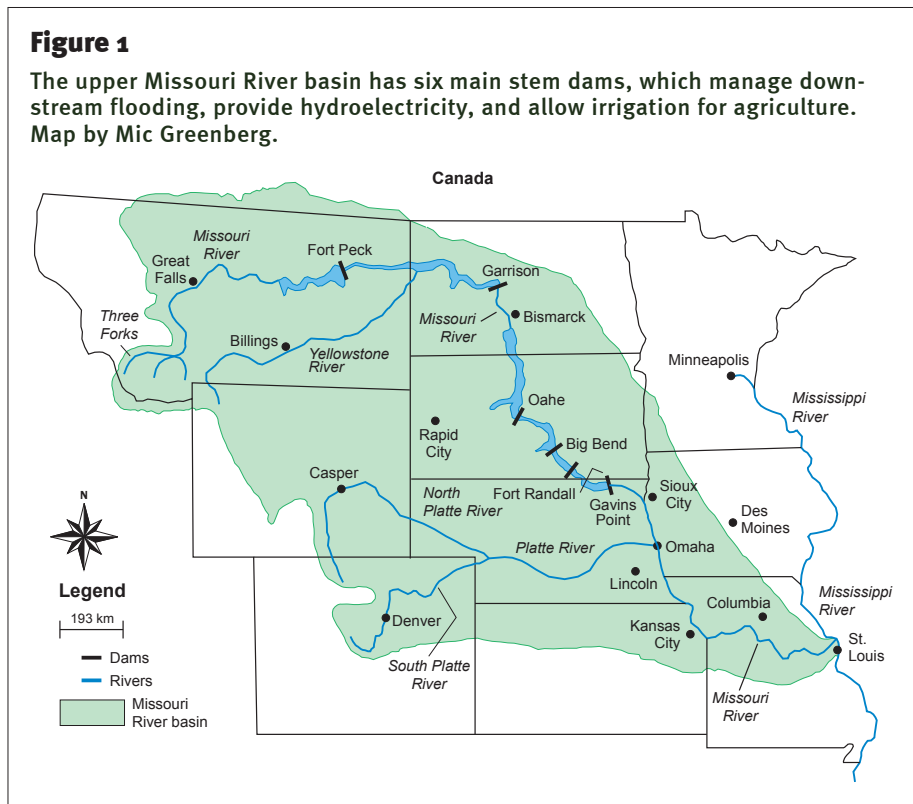 Figure 1
The upper Missouri River basin has six main stem dams, which manage down-
stream flooding, provide hydroelectricity, and allow irrigation for agriculture.
Map by Mic Greenberg.
Canada
Missouri
River
Great
Falls
Fort Peck
Garrison
Missouri
River
Bismarck
Three
Forks
Billings
Yellowstone
River
Minneapolis
Mississippi
River
Oahe
Rapid
City
Big Bend
Casper
North
Platte River
Fort Randall
Gavins
Point
Sioux
City
Des
Moines
N
Platte River
Omaha
Lincoln
Legend
193 km
Dams
Rivers
Missouri
River basin
Denver
South Platte
River
Kansas
City
Columbia
Mississippi
River
St.
Louis
Missouri
River